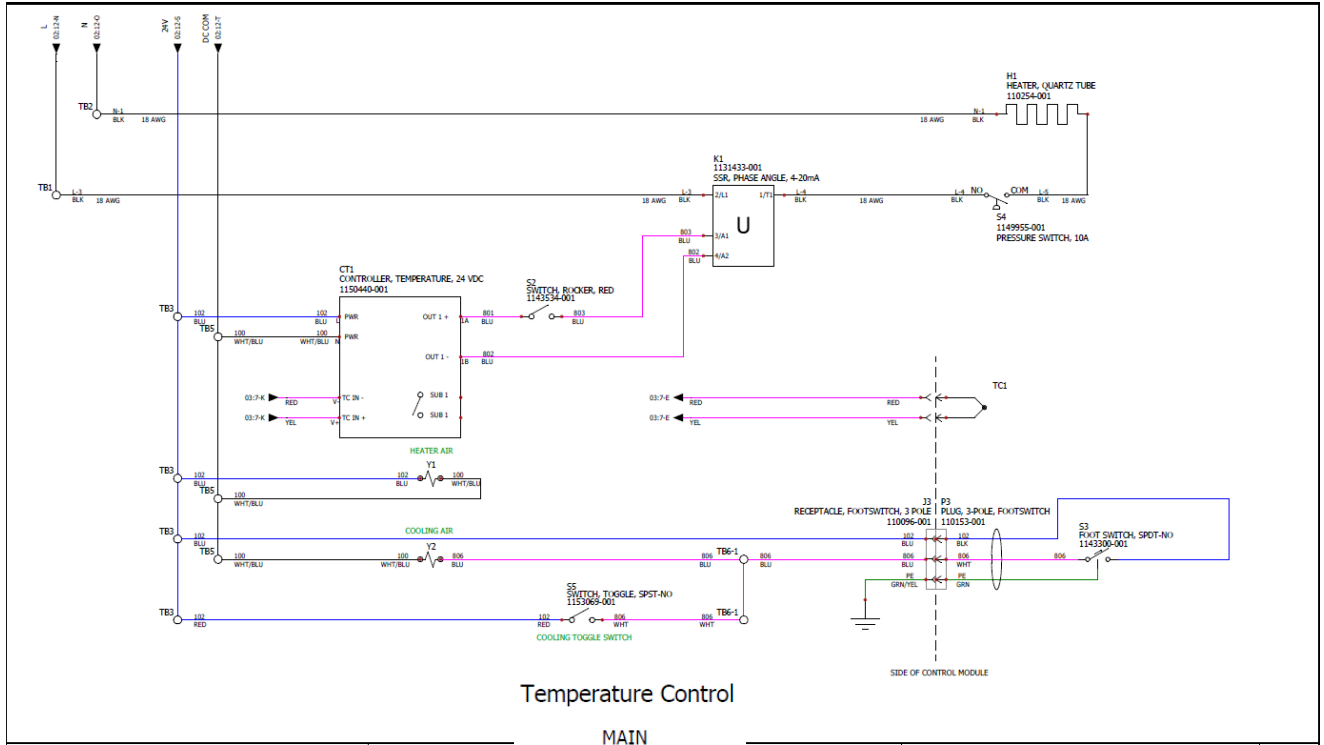 L
02:12-N
N
02:12-O
24V
02:12-S
DC COM
02:12-T
H1
HEATER, QUARTZ TUBE
110254-001
TB2
N-1
BLK
18 AWG
18 AWG
N-1
BLK
K1
1131433-001
SSR, PHASE ANGLE, 4-20mA
TB1
L-3
BLK
18 AWG
18 AWG
L-3
BLK
2/L1
1/T1
L-4
BLK
18 AWG
L-4
BLK
NO
COM
L-5
BLK
18 AWG
S4
1149955-001
PRESSURE SWITCH, 10A
U
803
BLU
3/A1
802
BLU
4/A2
CT1
CONTROLLER, TEMPERATURE, 24 VDC
1150440-001
S2
SWITCH, ROCKER, RED
1143534-001
TB3
102
BLU
102
BLU
L
PWR
OUT 1 +
1A
801
BLU
803
BLU
TB5
100
WHT/BLU
100
WHT/BLU
N
PWR
OUT 1 -
1B
802
BLU
TC1
03:7-K
RED
V-
TC IN -
SUB 1
03:7-E
RED
RED
03:7-K
YEL
V+
TC IN +
SUB 1
03:7-E
YEL
YEL
HEATER AIR
Y1
TB3
102
BLU
102
BLU
100
WHT/BLU
TB5
100
WHT/BLU
J3
P3
RECEPTACLE, FOOTSWITCH, 3 POLE
PLUG, 3-POLE, FOOTSWITCH
110096-001
110153-001
COOLING AIR
TB3
102
BLU
102
BLU
102
BLK
S3
FOOT SWITCH, SPDT-NO
1143300-001
Y2
TB5
100
WHT/BLU
100
WHT/BLU
806
BLU
806
BLU
TB6-1
806
BLU
806
BLU
806
WHT
806
PE
GRN/YEL
PE
GRN
S5
SWITCH, TOGGLE, SPST-NO
1153069-001
TB3
102
RED
102
RED
806
WHT
806
WHT
TB6-1
COOLING TOGGLE SWITCH
SIDE OF CONTROL MODULE
Temperature Control
MAIN